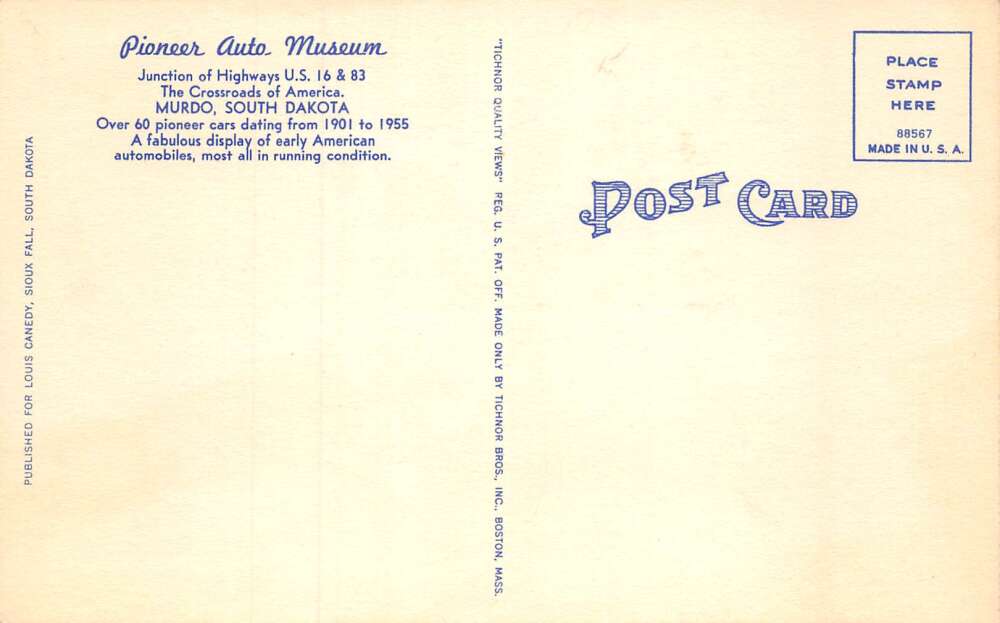 Pioneer Auto Museum
Junction of Highways U.S. 16 & 83
The Crossroads of America.
MURDO, SOUTH DAKOTA
Over 60 pioneer cars dating from 1901 to 1955
A fabulous display of early American
automobiles, most all in running condition.
PUBLISHED FOR LOUIS CANEDY, SIOUX FALL, SOUTH DAKOTA
"TICHNOR QUALITY VIEWS" REG. U. S. PAT. OFF. MADE ONLY BY TICHNOR BROS., INC., BOSTON, MASS.
POST CARD
PLACE
STAMP
HERE
88567
MADE IN U. S. A.